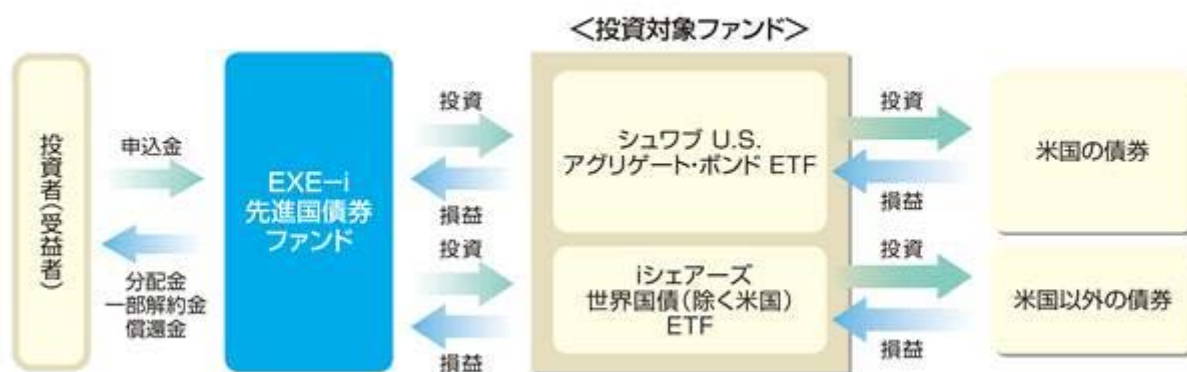 ＜投資対象ファンド＞
投資者（受益者）
申込金
分配金
一部解約金
償還金
EXE－i
先進国債券
ファンド
投資
損益
投資
損益
シュワブ U.S.
アグリゲート・ボンド ETF
iシェアーズ
世界国債（除く米国）
ETF
投資
損益
投資
損益
米国の債券
米国以外の債券